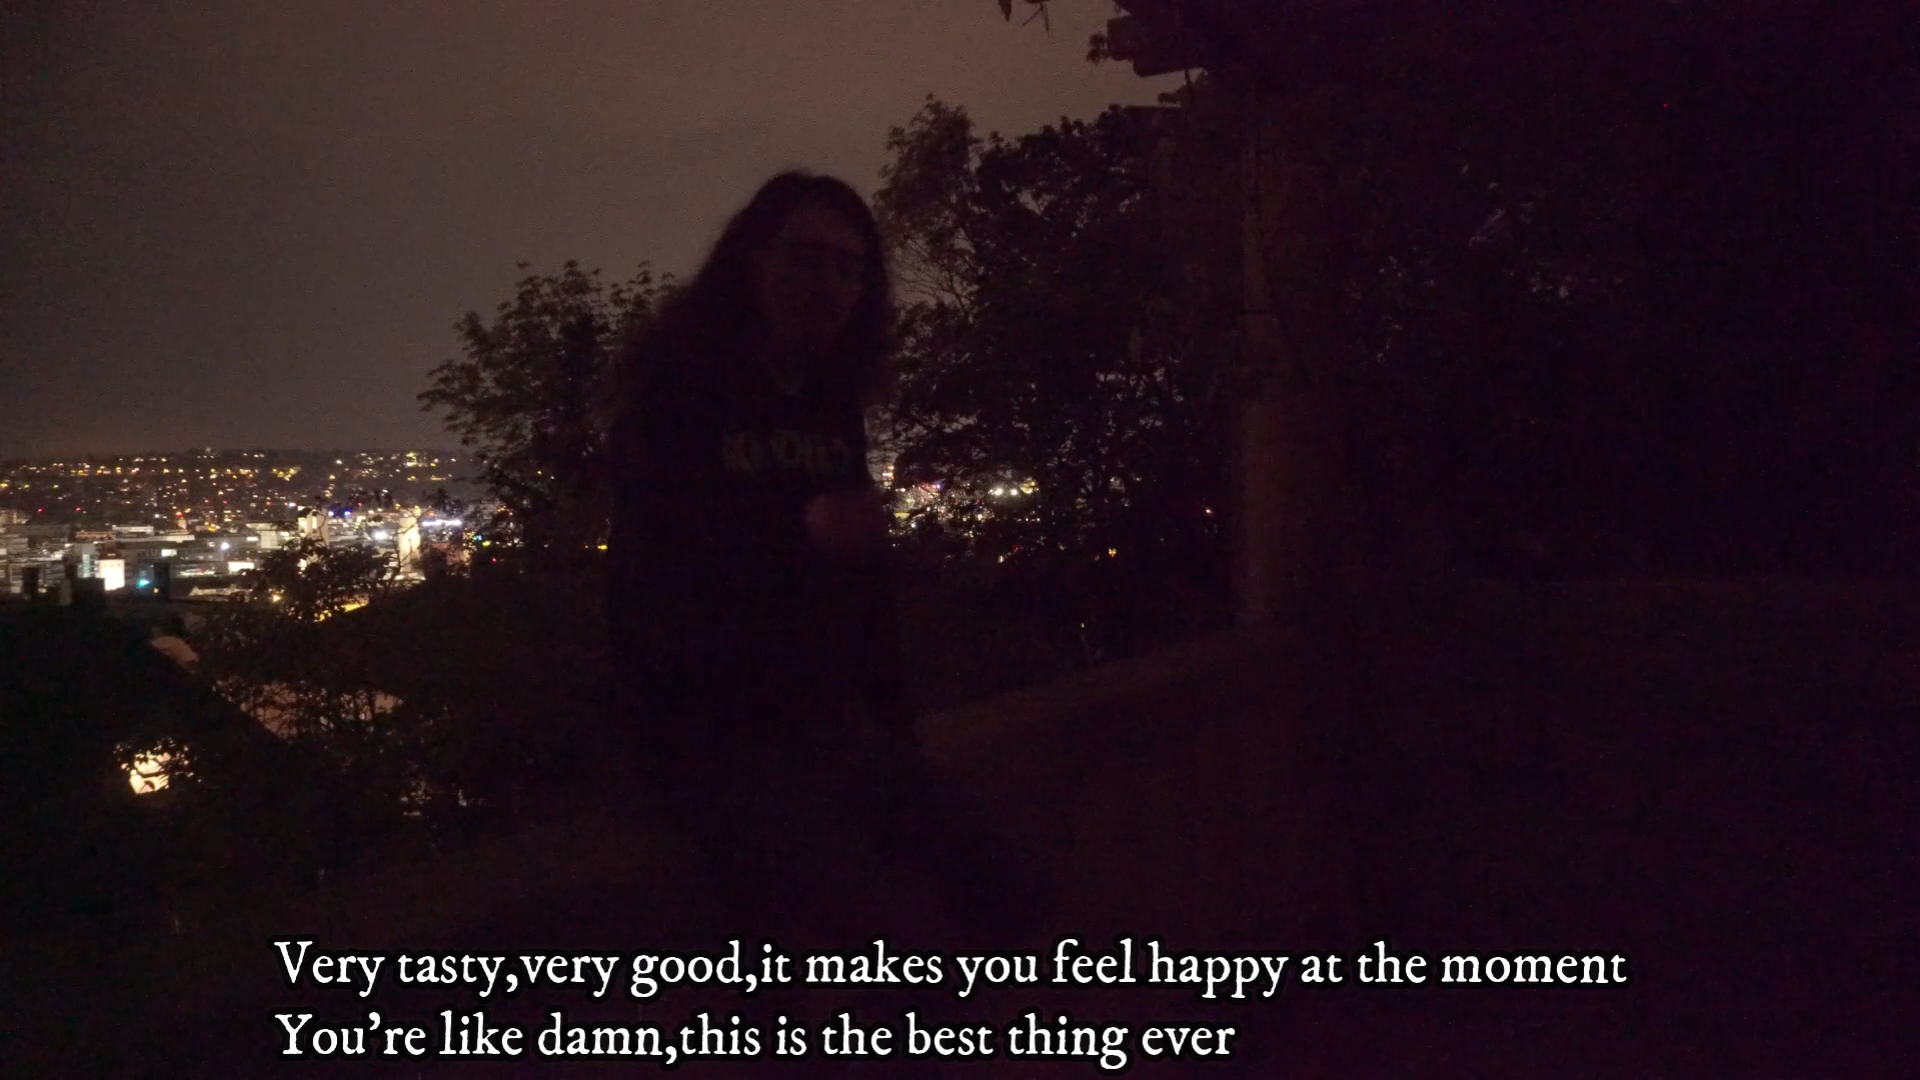 Very tasty,very good,it makes you feel happy at the moment
You're like damn,this is the best thing ever